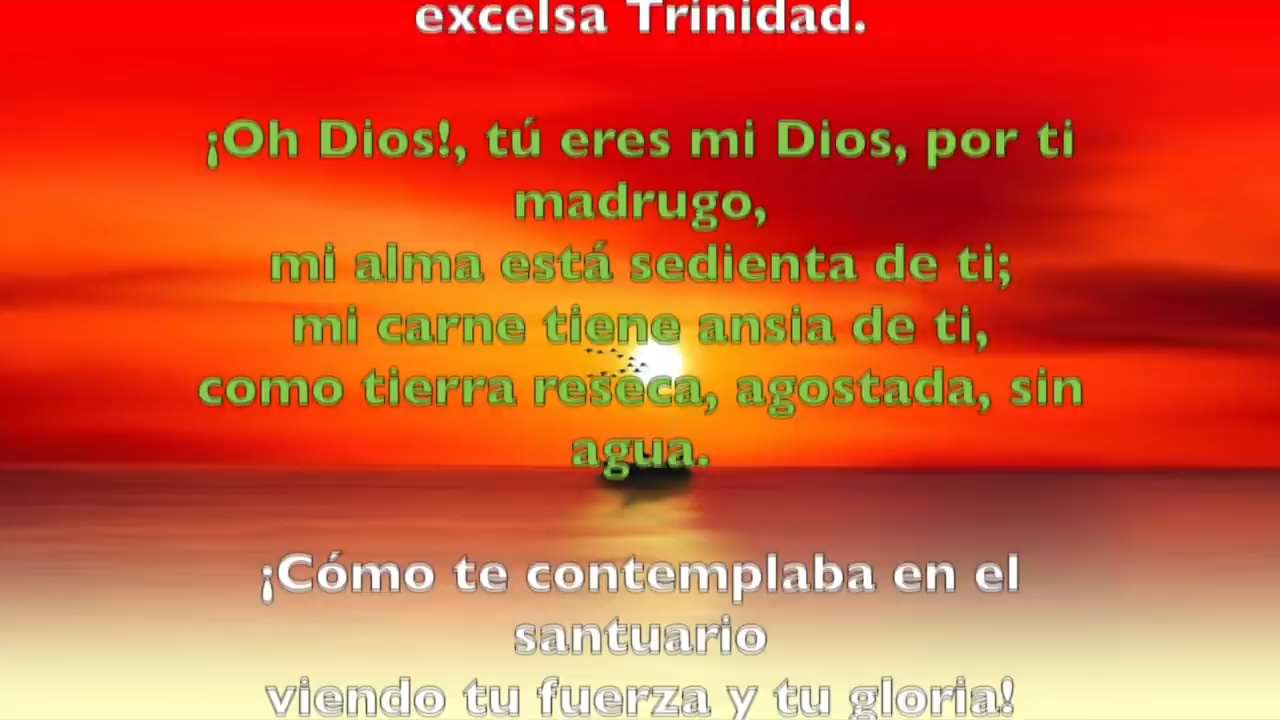 excelsa Trinidad.
¡Oh Dios!, tú eres mi Dios, por ti
madrugo,
mi alma está sedienta de ti;
mi carne tiene ansia de ti,
como tierra reseca, agostada, sin
agua.
¡Cómo te contemplaba en el
santuario
viendo tu fuerza y tu gloria!